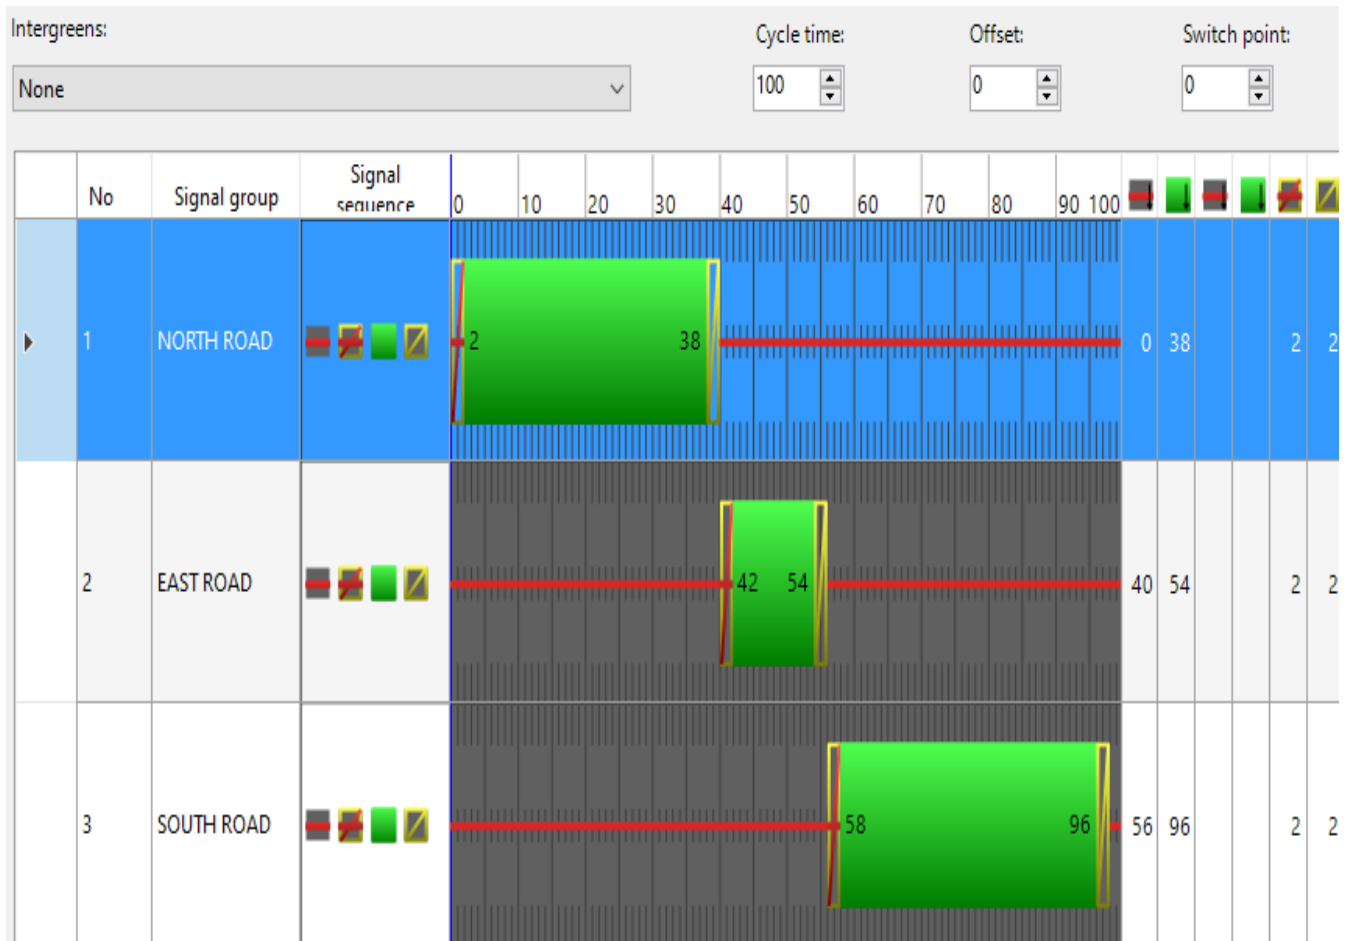 Intergreens:
Cycle time:
Offset:
Switch point:
None
100
0
0
No
Signal group
Signal
sequence
0 10 20 30 40 50 60 70 80 90 100
1 NORTH ROAD 2 38 0 38 2 2
2 EAST ROAD 42 54 40 54 2 2
3 SOUTH ROAD 58 96 56 96 2 2